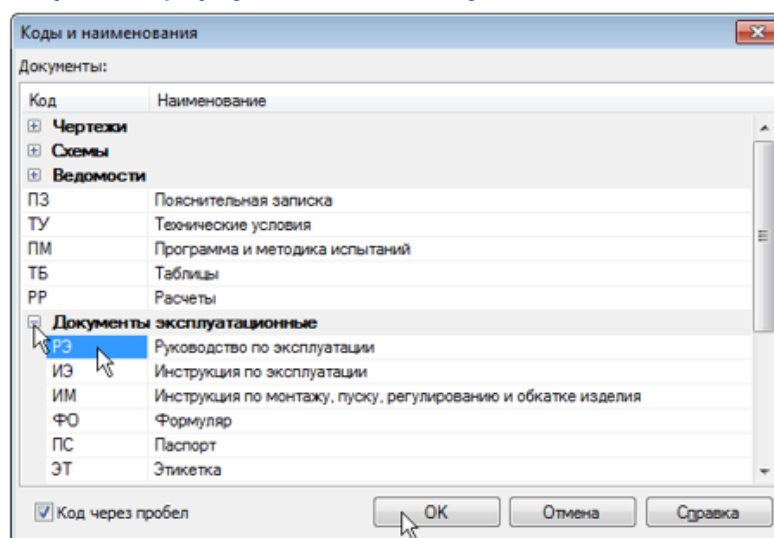 Коды и наименования
Документы:
Код Наименование
Чертежи
Схемы
Ведомости
ПЗ Пояснительная записка
ТУ Технические условия
ПМ Программа и методика испытаний
ТБ Таблицы
РР Расчеты
Документы эксплуатационные
РЭ Руководство по эксплуатации
ИЭ Инструкция по эксплуатации
ИМ Инструкция по монтажу, пуску, регулированию и обкатке изделия
ФО Формуляр
ПС Паспорт
ЭТ Этикетка
Код через пробел ОК Отмена Справка